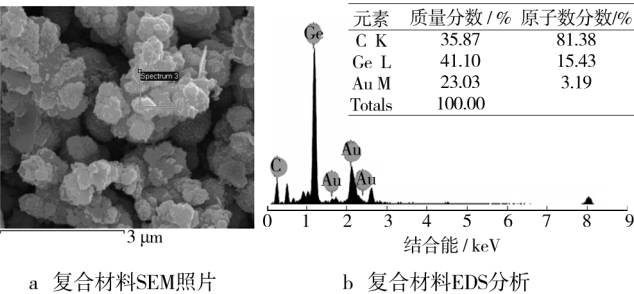 Spectrum 3
3 μm
a 复合材料SEM照片
元素 质量分数/% 原子数分数/%
C K 35.87 81.38
Ge L 41.10 15.43
Au M 23.03 3.19
Totals 100.00
b
Ge
C
Au
Au
Au
0 1 2 3 4 5 6 7 8 9
结合能/keV
b 复合材料EDS分析